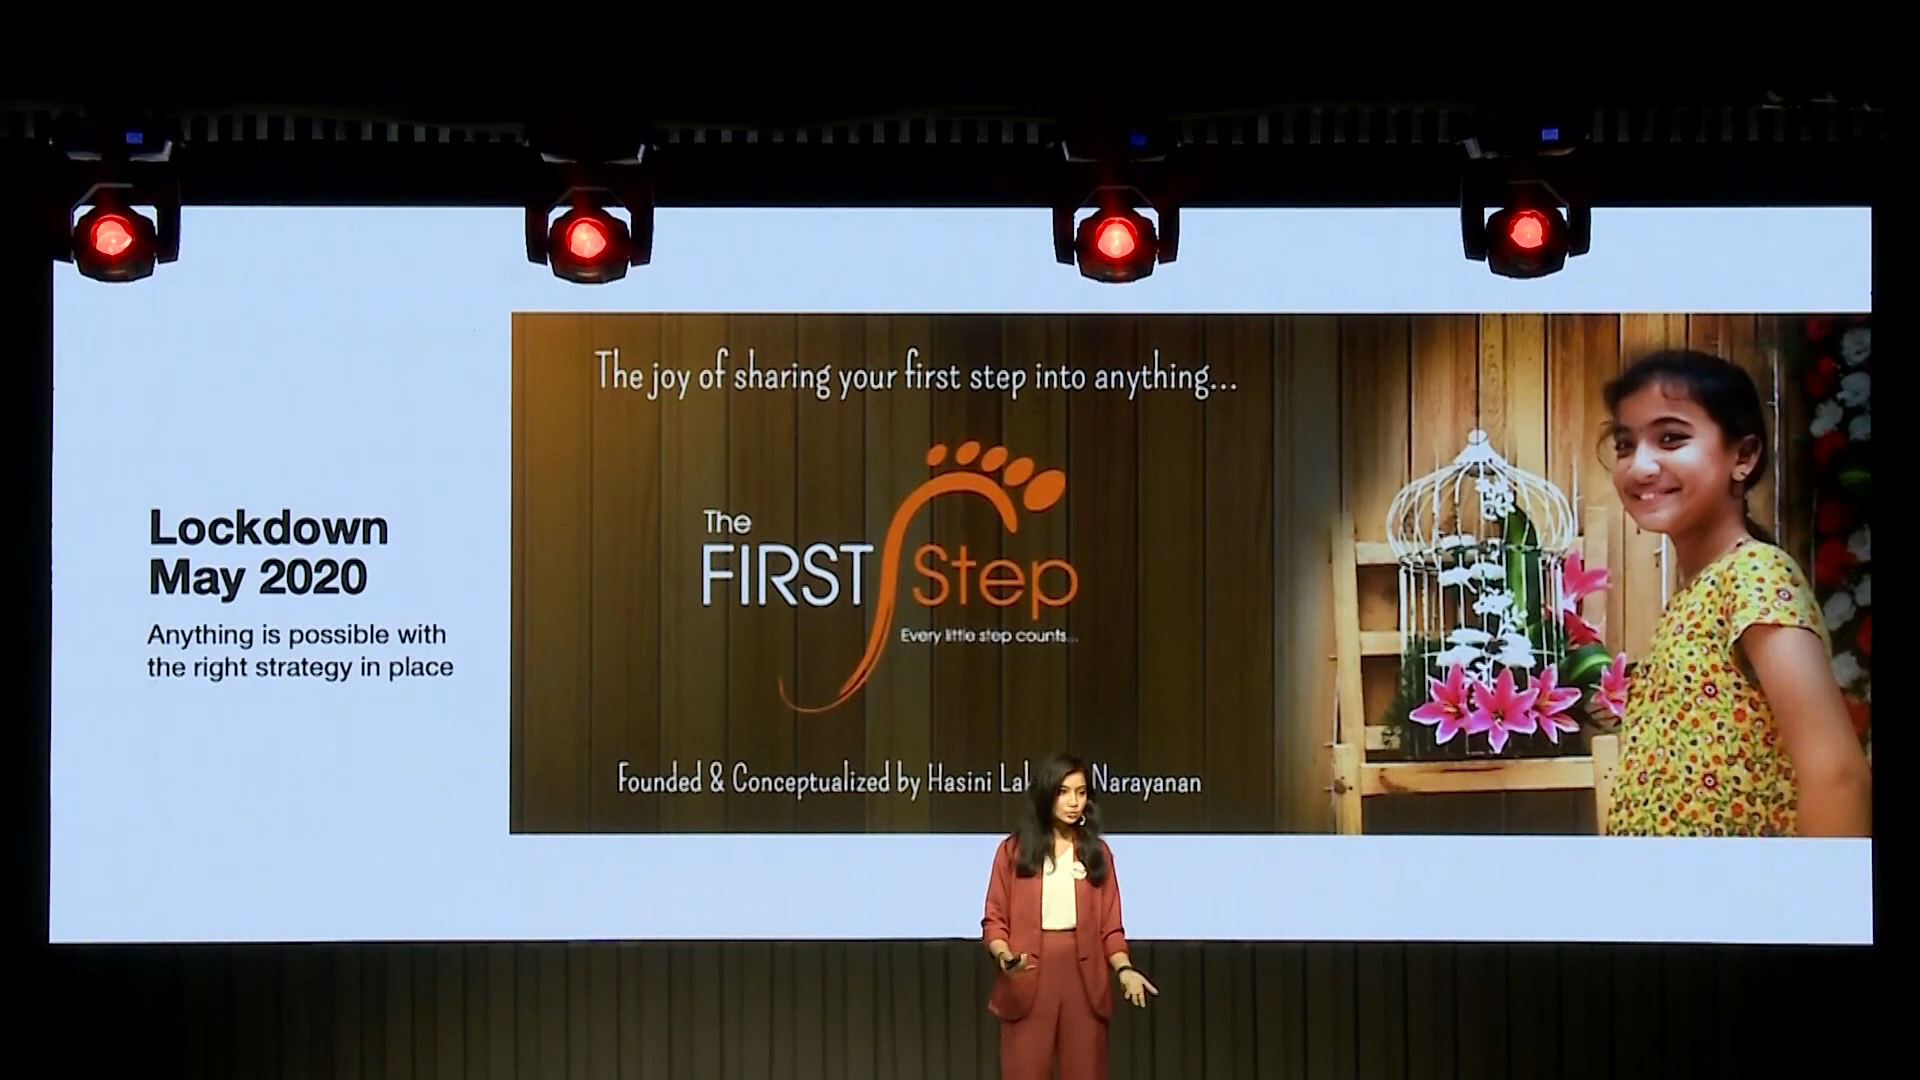 Lockdown
May 2020
Anything is possible with
the right strategy in place
The joy of sharing your first step into anything...
The
FIRST Step
Every little step counts...
Founded & Conceptualized by Hasini Narayanan